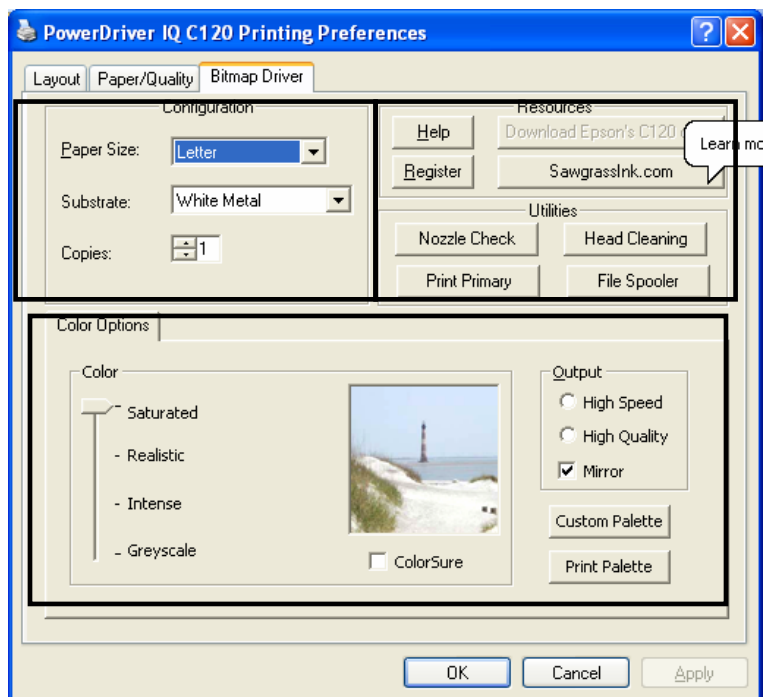 PowerDriver IQ C120 Printing Preferences
Layout
Paper/Quality
Bitmap Driver
Configuration
Paper Size:
Letter
Substrate:
White Metal
Copies:
1
Resources
Help
Download Epson's C120
Learn mo
Register
SawgrassInk.com
Utilities
Nozzle Check
Head Cleaning
Print Primary
File Spooler
Color Options
Color
- Saturated
- Realistic
- Intense
- Greyscale
ColorSure
Output
High Speed
High Quality
Mirror
Custom Palette
Print Palette
OK
Cancel
Apply